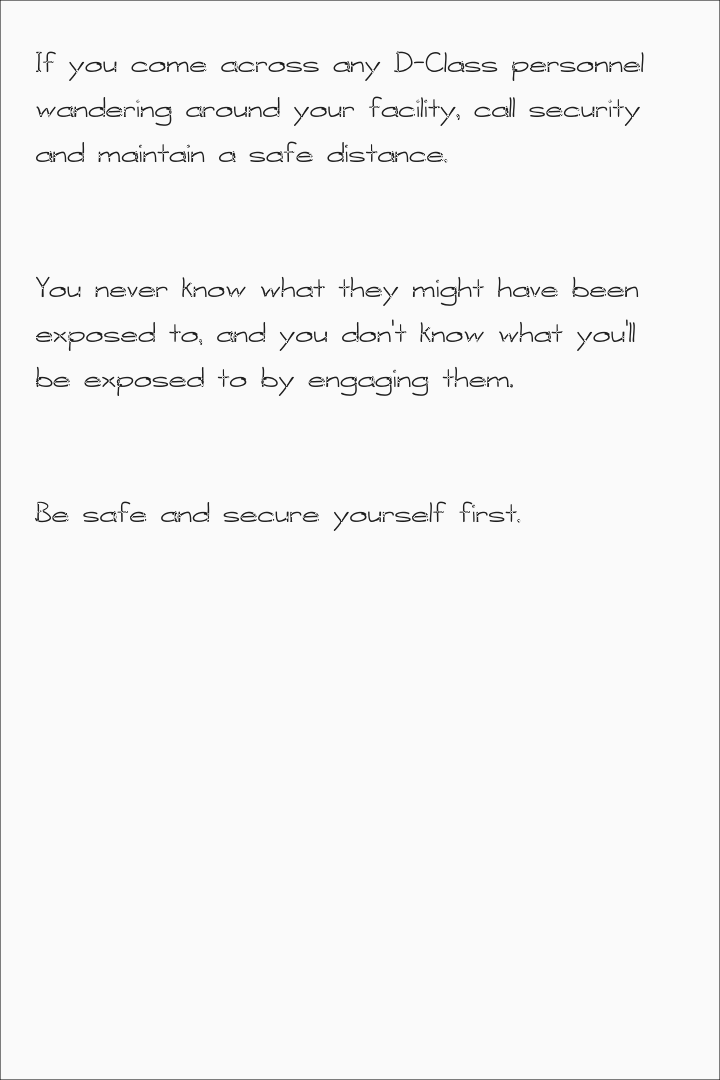 If you come across any D-Class personnel
wandering around your facility, call security
and maintain a safe distance.
You never know what they might have been
exposed to, and you don't know what you'll
be exposed to by engaging them.
Be safe and secure yourself first.